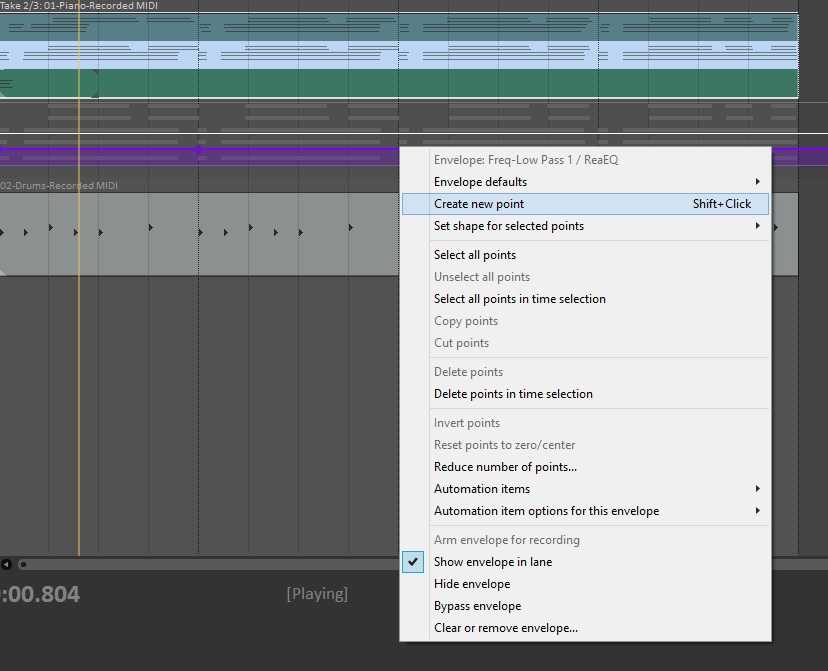 Take 2/3: 01-Piano-Recorded MIDI
Envelope: Freq-Low Pass 1 / ReaEQ
Envelope defaults
02-Drums-Recorded MIDI
Create new point Shift+Click
Set shape for selected points
Select all points
Unselect all points
Select all points in time selection
Copy points
Cut points
Delete points
Delete points in time selection
Invert points
Reset points to zero/center
Reduce number of points...
Automation items
Automation item options for this envelope
Arm envelope for recording
Show envelope in lane
Hide envelope
Bypass envelope
Clear or remove envelope...
:00.804 [Playing]